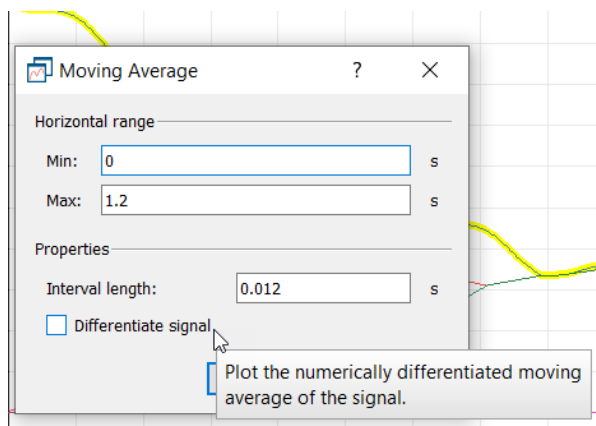 Moving Average ?
Horizontal range
Min: 0 s
Max: 1.2 s
Properties
Interval length: 0.012 s
Differentiate signal
Plot the numerically differentiated moving
average of the signal.